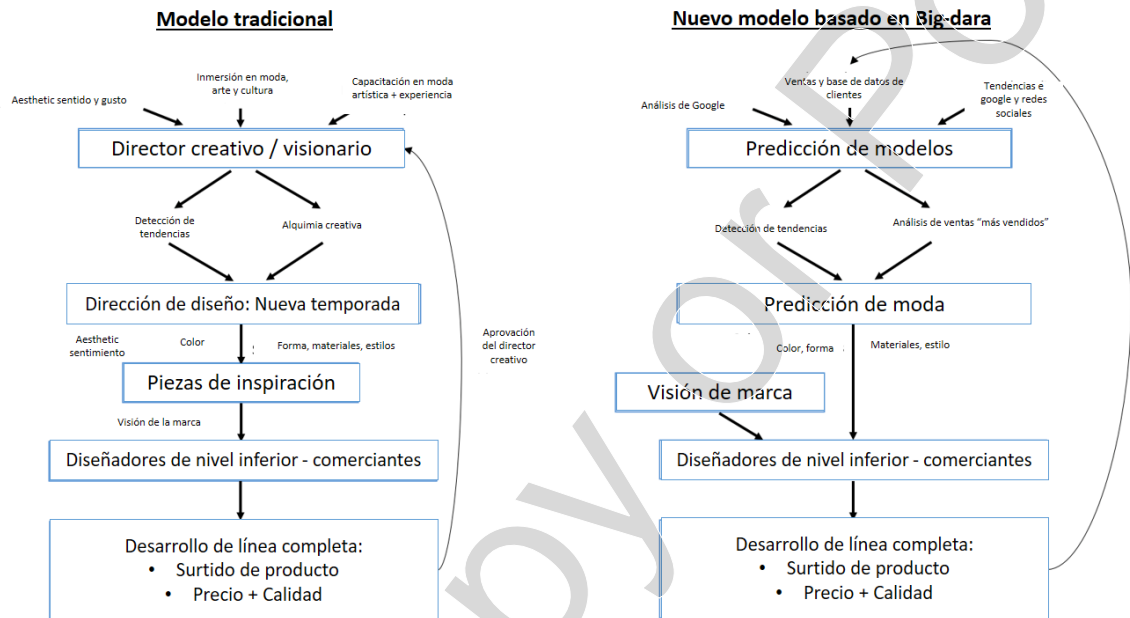 Modelo tradicional
Inmersión en moda,
arte y cultura
Aesthetic sentido y gusto
Capacitación en moda
artística + experiencia
Director creativo / visionario
Detección de
tendencias
Alquimia creativa
Dirección de diseño: Nueva temporada
Aesthetic
sentimiento
Color
Forma, materiales, estilos
Piezas de inspiración
Visión de la marca
Diseñadores de nivel inferior - comerciantes
Desarrollo de línea completa:
• Surtido de producto
• Precio + Calidad
Aprovación
del director
creativo
Nuevo modelo basado en Big-dara
Ventas y base de datos de
clientes
Análisis de Google
Tendencias e
google y redes
sociales
Predicción de modelos
Detección de tendencias
Análisis de ventas “más vendidos”
Predicción de moda
Color, forma
Materiales, estilo
Visión de marca
Diseñadores de nivel inferior - comerciantes
Desarrollo de línea completa:
• Surtido de producto
• Precio + Calidad
py or Po